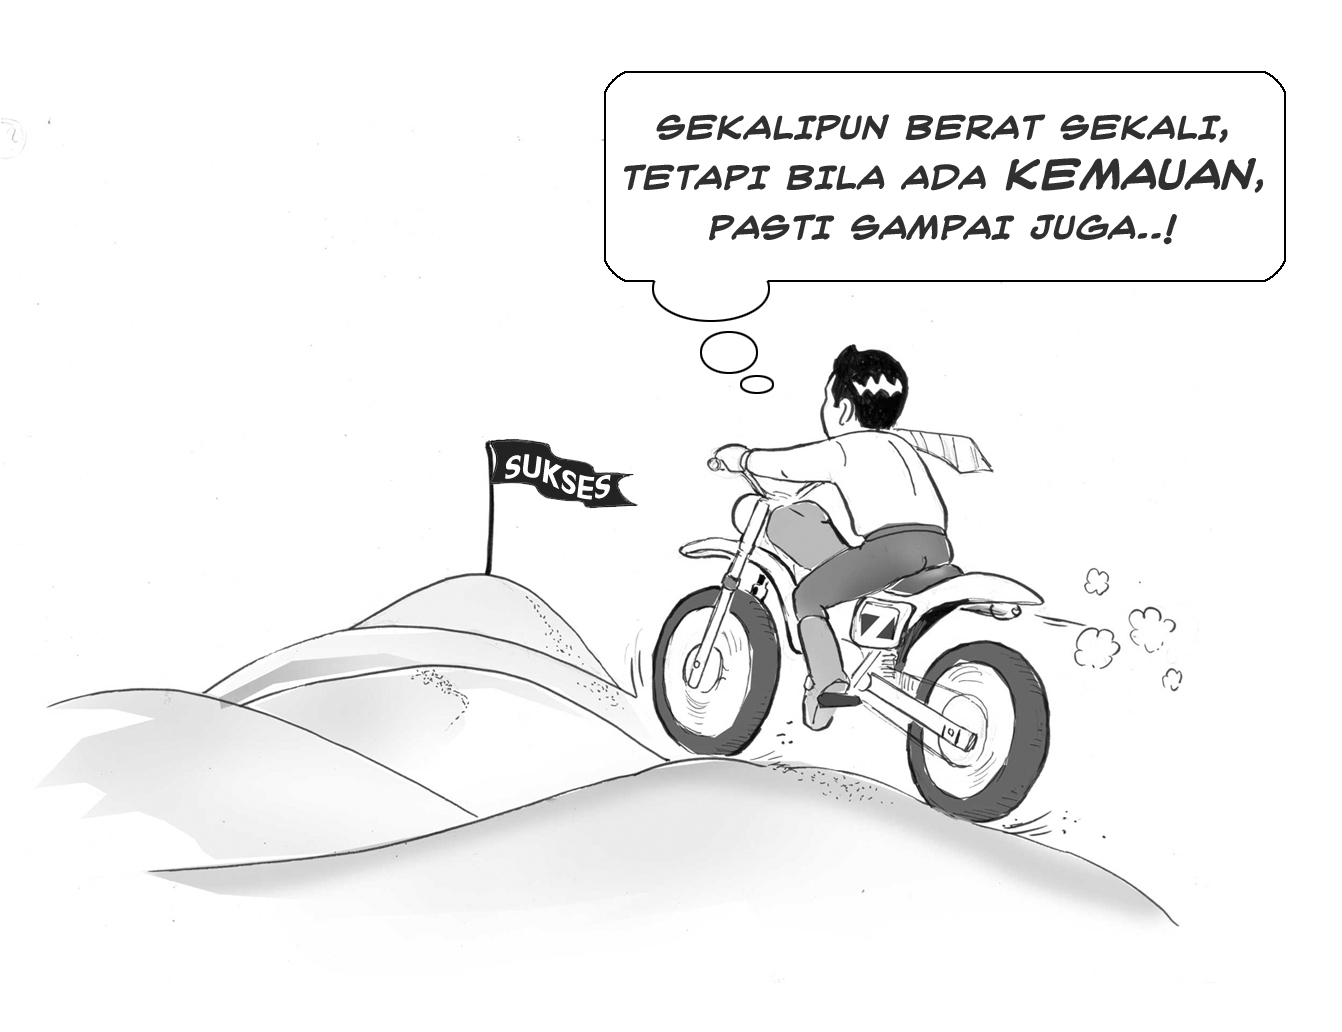 SEKALIPUN BERAT SEKALI,
TETAPI BILA ADA KEMAUAN,
PASTI SAMPAI JUGA..!
SUKSES
Z